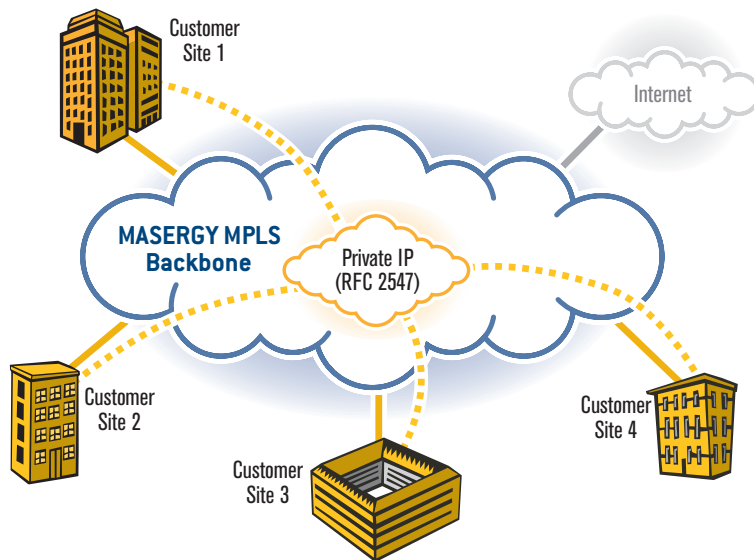 Customer
Site 1
Internet
MASERGY MPLS
Backbone
Private IP
(RFC 2547)
Customer
Site 2
Customer
Site 3
Customer
Site 4